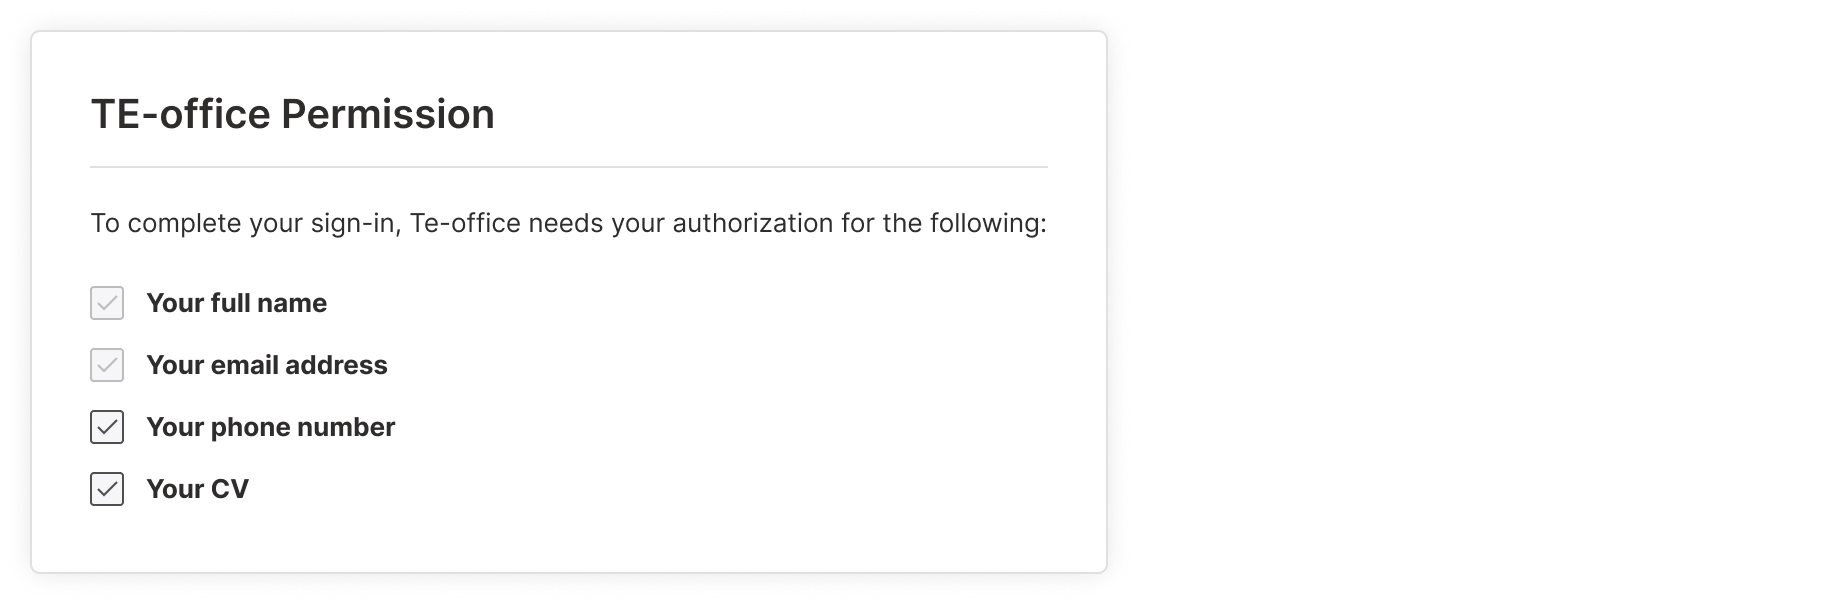 TE-office Permission
To complete your sign-in, Te-office needs your authorization for the following:
Your full name
Your email address
Your phone number
Your CV